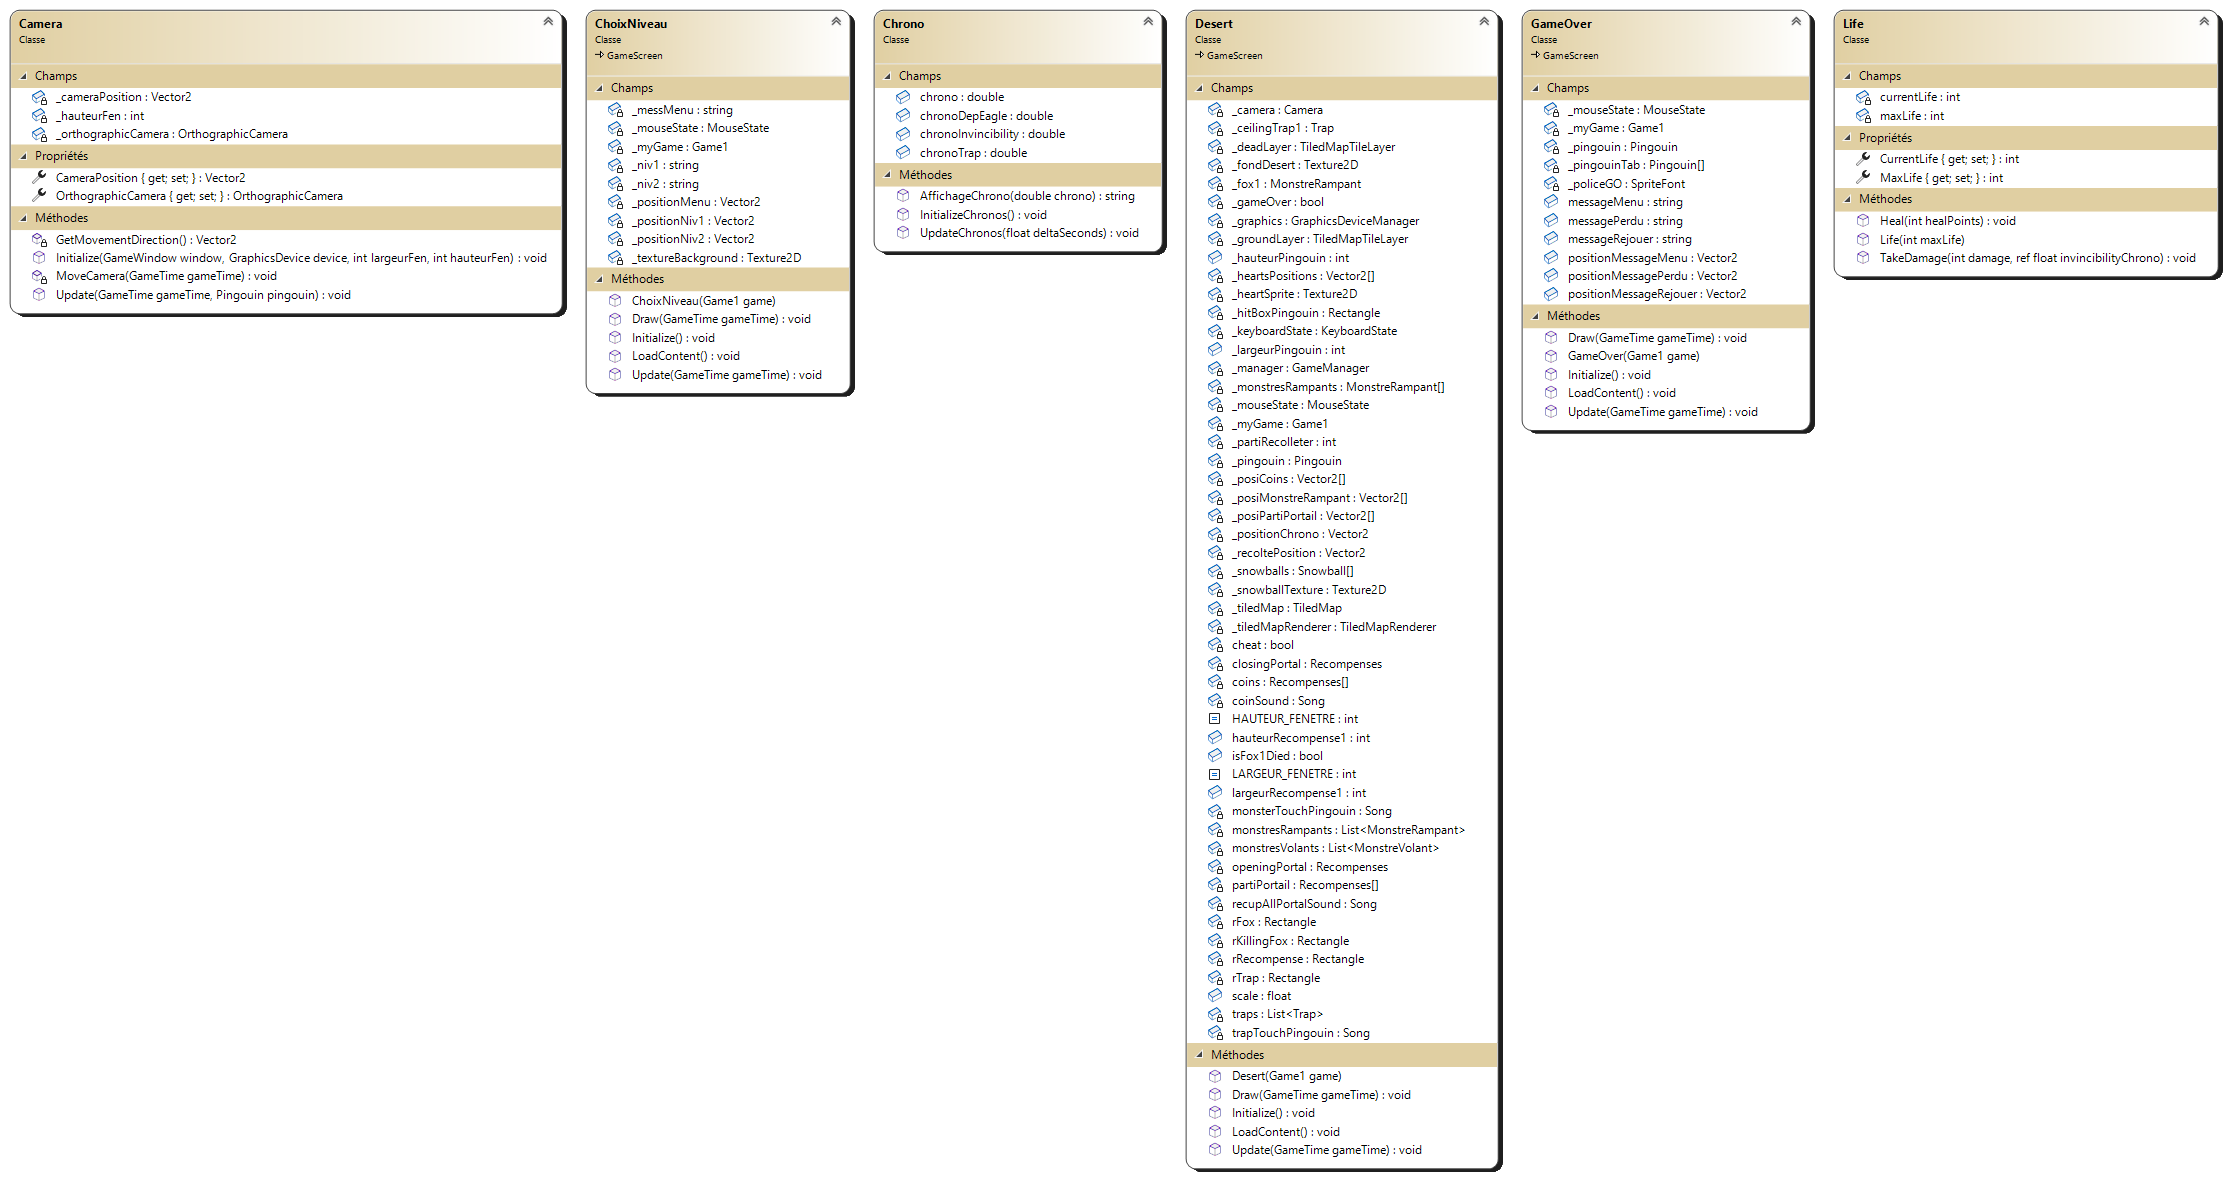 Camera
Classe
Champs
_cameraPosition : Vector2
_hauteurFen : int
_orthographicCamera : OrthographicCamera
Propriétés
CameraPosition { get; set; } : Vector2
OrthographicCamera { get; set; } : OrthographicCamera
Méthodes
GetMovementDirection() : Vector2
Initialize(GameWindow window, GraphicsDevice device, int largeurFen, int hauteurFen) : void
MoveCamera(GameTime gameTime) : void
Update(GameTime gameTime, Pingouin pingouin) : void
ChoixNiveau
Classe
GameScreen
Champs
_messMenu : string
_mouseState : MouseState
_myGame : Game1
_niv1 : string
_niv2 : string
_positionMenu : Vector2
_positionNiv1 : Vector2
_positionNiv2 : Vector2
_textureBackground : Texture2D
Méthodes
ChoixNiveau(Game1 game)
Draw(GameTime gameTime) : void
Initialize() : void
LoadContent() : void
Update(GameTime gameTime) : void
Chrono
Classe
Champs
chrono : double
chronoDepEagle : double
chronoInvincibility : double
chronoTrap : double
Méthodes
AffichageChrono(double chrono) : string
InitializeChronos() : void
UpdateChronos(float deltaSeconds) : void
Desert
Classe
GameScreen
Champs
_camera : Camera
_ceilingTrap1 : Trap
_deadLayer : TiledMapTileLayer
_fondDesert : Texture2D
_fox1 : MonstreRampant
_gameOver : bool
_graphics : GraphicsDeviceManager
_groundLayer : TiledMapTileLayer
_hauteurPingouin : int
_heartsPositions : Vector2[]
_heartSprite : Texture2D
_hitBoxPingouin : Rectangle
_keyboardState : KeyboardState
_largeurPingouin : int
_manager : GameManager
_monstresRampants : MonstreRampant[]
_mouseState : MouseState
_myGame : Game1
_partiRecolleter : int
_pingouin : Pingouin
_posiCoins : Vector2[]
_posiMonstreRampant : Vector2[]
_posiPartiPortail : Vector2[]
_positionChrono : Vector2
_recoltePosition : Vector2
_snowballs : Snowball[]
_snowballTexture : Texture2D
_tiledMap : TiledMap
_tiledMapRenderer : TiledMapRenderer
cheat : bool
closingPortal : Recompenses
coins : Recompenses[]
coinSound : Song
HAUTEUR_FENETRE : int
hauteurRecompense1 : int
isFox1Died : bool
LARGEUR_FENETRE : int
largeurRecompense1 : int
monsterTouchPingouin : Song
monstresRampants : List<MonstreRampant>
monstresVolants : List<MonstreVolant>
openingPortal : Recompenses
partiPortail : Recompenses[]
recupAllPortalSound : Song
rFox : Rectangle
rKillingFox : Rectangle
rRecompense : Rectangle
rTrap : Rectangle
scale : float
traps : List<Trap>
trapTouchPingouin : Song
Méthodes
Desert(Game1 game)
Draw(GameTime gameTime) : void
Initialize() : void
LoadContent() : void
Update(GameTime gameTime) : void
GameOver
Classe
GameScreen
Champs
_mouseState : MouseState
_myGame : Game1
_pingouin : Pingouin
_pingouinTab : Pingouin[]
_policeGO : SpriteFont
messageMenu : string
messagePerdu : string
messageRejouer : string
positionMessageMenu : Vector2
positionMessagePerdu : Vector2
positionMessageRejouer : Vector2
Méthodes
Draw(GameTime gameTime) : void
GameOver(Game1 game)
Initialize() : void
LoadContent() : void
Update(GameTime gameTime) : void
Life
Classe
Champs
currentLife : int
maxLife : int
Propriétés
CurrentLife { get; set; } : int
MaxLife { get; set; } : int
Méthodes
Heal(int healPoints) : void
Life(int maxLife)
TakeDamage(int damage, ref float invincibilityChrono) : void